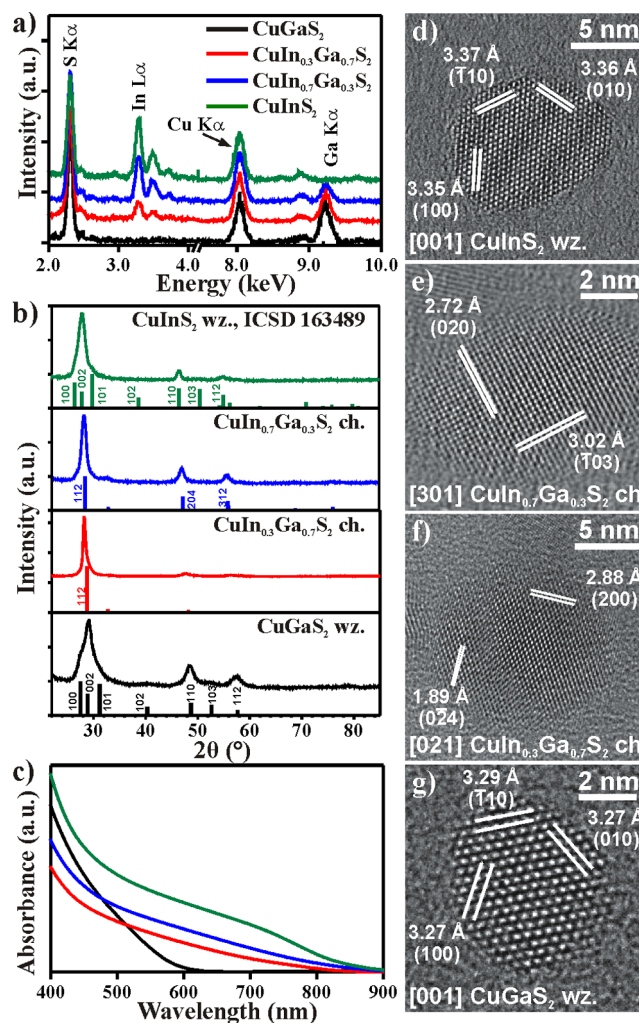 a)
S Kα
In Lα
Cu Kα
Ga Kα
CuGaS₂
CuIn₀.₃Ga₀.₇S₂
CuIn₀.₇Ga₀.₃S₂
CuInS₂
Intensity (a.u.)
2.0 3.0 4.0 8.0 9.0 10.0
Energy (keV)
b)
CuInS₂ wz., ICSD 163489
100 002 101 102 110 103 112
CuIn₀.₇Ga₀.₃S₂ ch.
112 204 312
CuIn₀.₃Ga₀.₇S₂ ch.
112
CuGaS₂ wz.
100 002 101 102 110 103 112
Intensity (a.u.)
30 40 50 60 70 80
2θ (°)
c)
Absorbance (a.u.)
400 500 600 700 800 900
Wavelength (nm)
d)
5 nm
3.37 Å
(1̄10)
3.36 Å
(010)
3.35 Å
(100)
[001] CuInS₂ wz.
e)
2 nm
2.72 Å
(020)
3.02 Å
(1̄03)
[301] CuIn₀.₇Ga₀.₃S₂ ch
f)
5 nm
2.88 Å
(200)
1.89 Å
(02̄4)
[021] CuIn₀.₃Ga₀.₇S₂ ch
g)
2 nm
3.29 Å
(1̄10)
3.27 Å
(010)
3.27 Å
(100)
[001] CuGaS₂ wz.